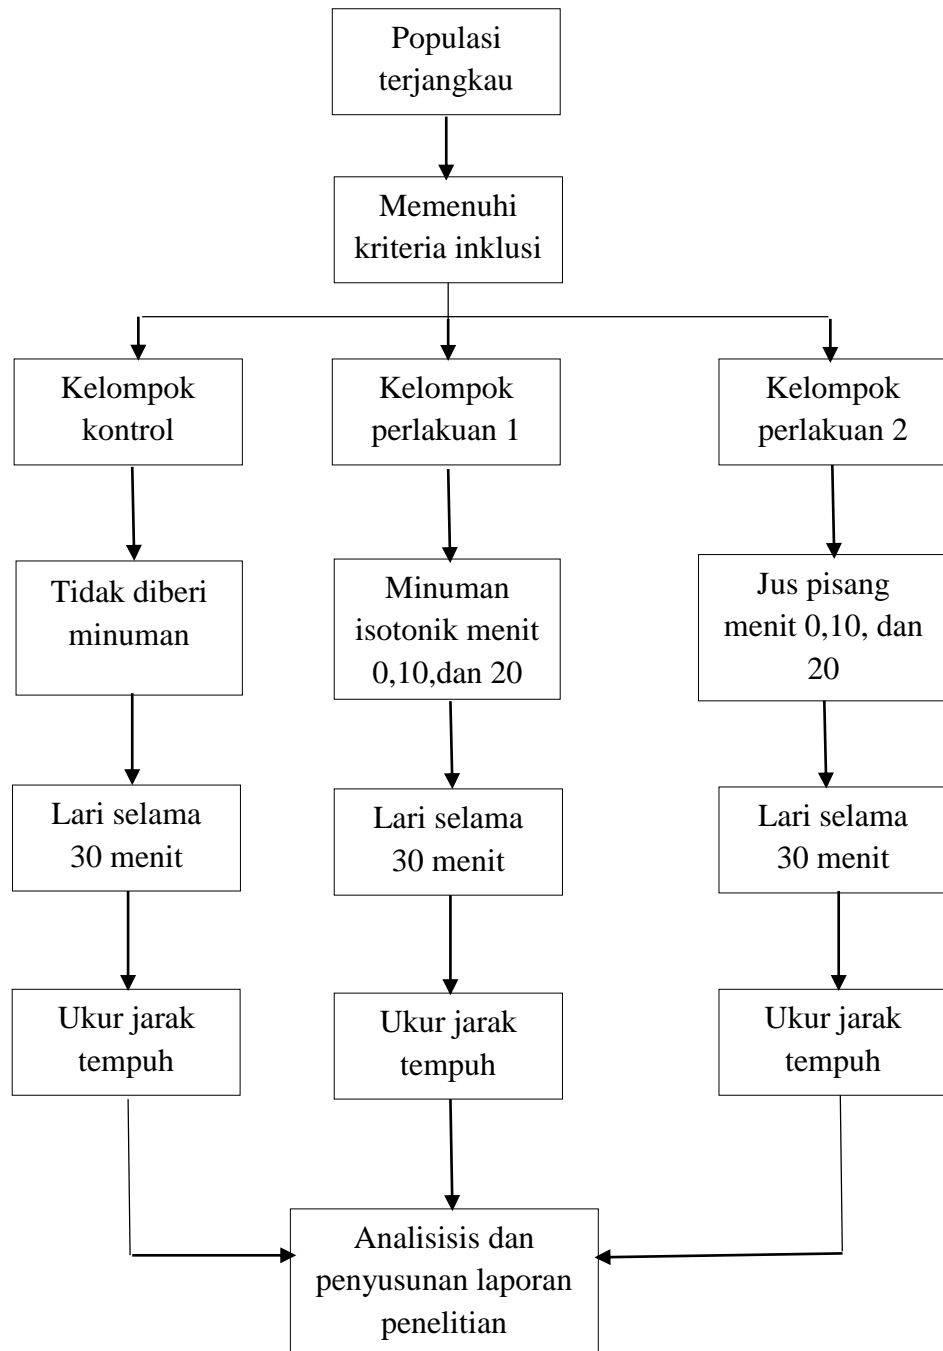 Populasi
terjangkau
Memenuhi
kriteria inklusi
Kelompok
kontrol
Kelompok
perlakuan 1
Kelompok
perlakuan 2
Tidak diberi
minuman
Minuman
isotonik menit
0,10,dan 20
Jus pisang
menit 0,10, dan
20
Lari selama
30 menit
Lari selama
30 menit
Lari selama
30 menit
Ukur jarak
tempuh
Ukur jarak
tempuh
Ukur jarak
tempuh
Analisisis dan
penyusunan laporan
penelitian